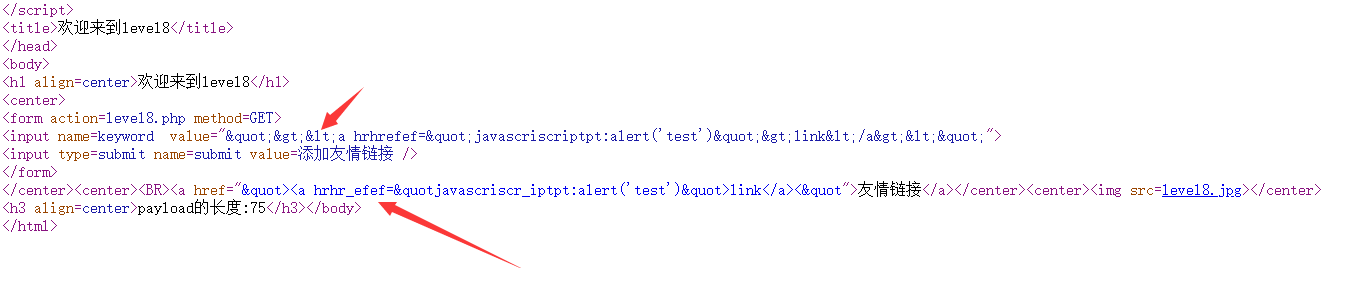 </script>
<title>欢迎来到level8</title>
</head>
<body>
<h1 align=center>欢迎来到level8</h1>
<center>
<form action=level8.php method=GET>
<input name=keyword  value="&quot;&gt;&lt;a hrhrefef=&quot;javascriscriptpt:alert('test')&quot;&gt;link&lt;/a&gt;&lt;&quot;">
<input type=submit name=submit value=添加友情链接 />
</form>
</center><center><BR><a href="&quot><a hrhr_efef=&quotjavascriscr_iptpt:alert('test')&quot>link</a><&quot">友情链接</a></center><center><img src=level8.jpg></center>
<h3 align=center>payload的长度:75</h3></body>
</html>